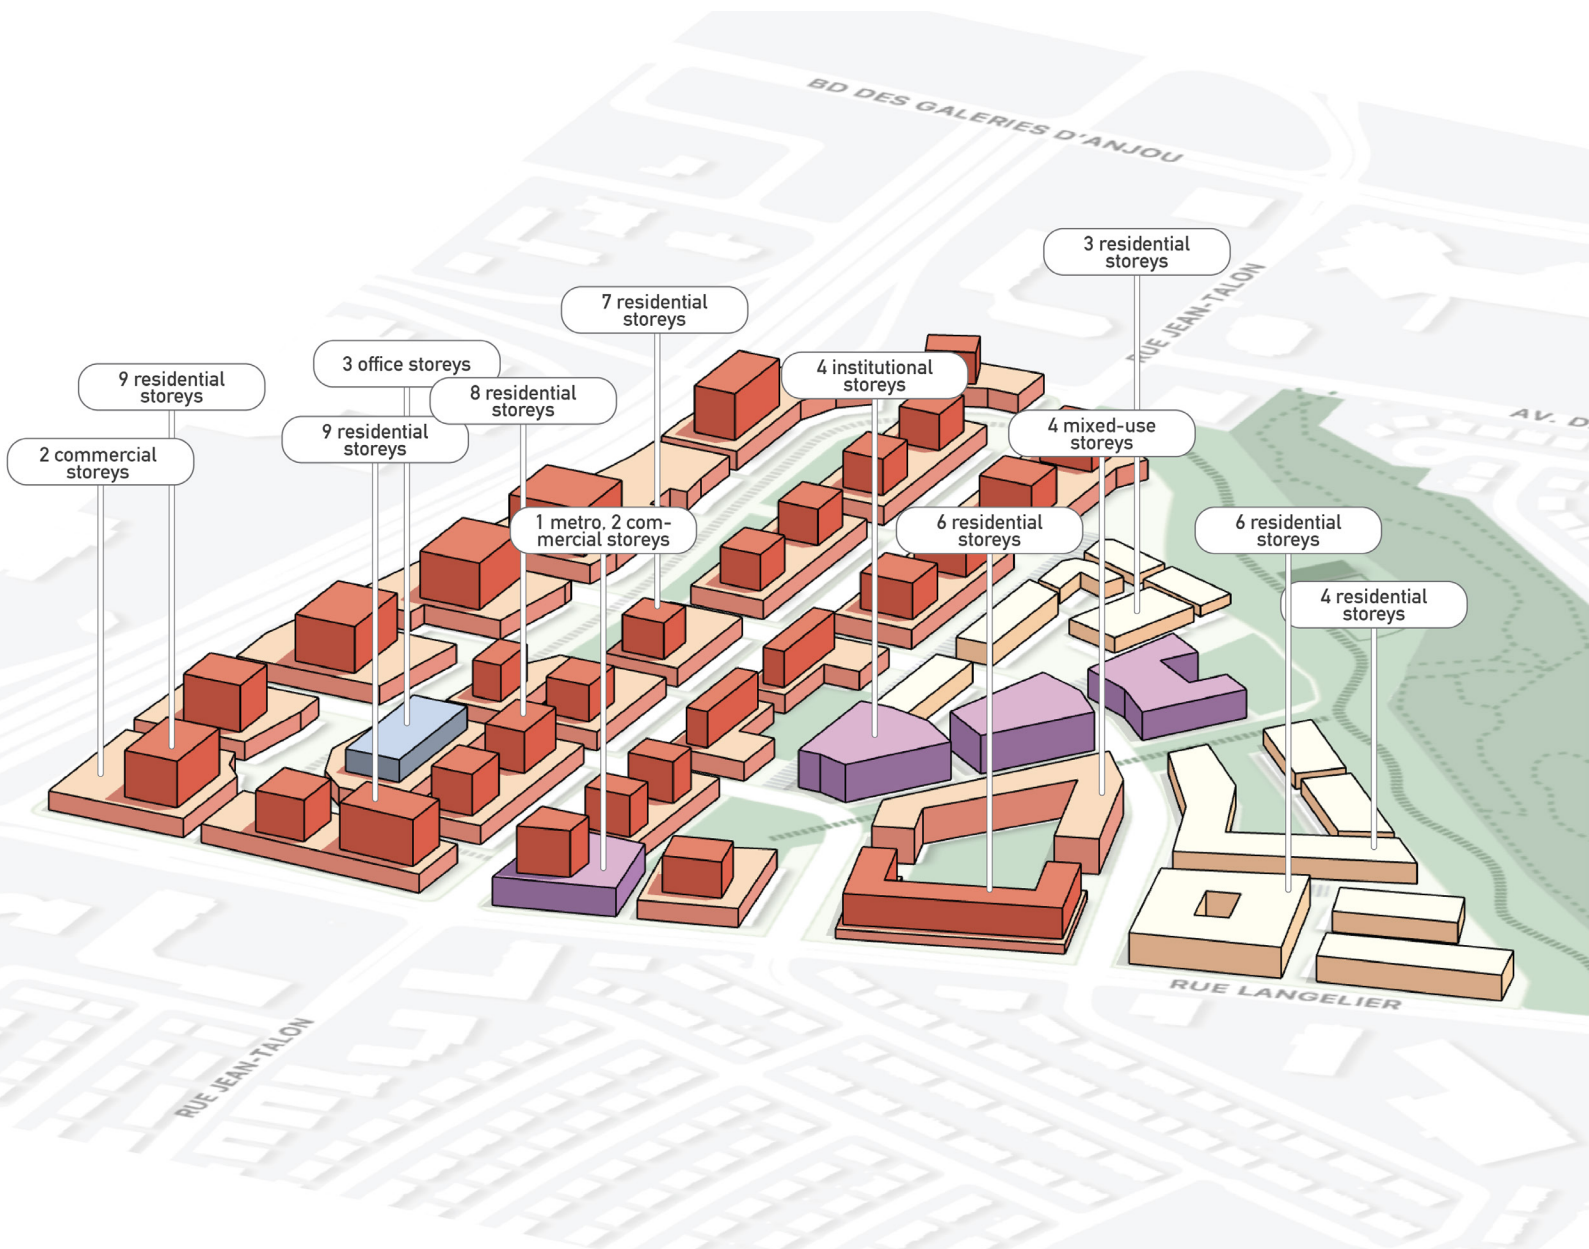 BD DES GALERIES D'ANJOU
3 residential
storeys
RUE JEAN-TALON
7 residential
storeys
3 office storeys
4 institutional
storeys
9 residential
storeys
8 residential
storeys
AV. D
9 residential
storeys
4 mixed-use
storeys
2 commercial
storeys
1 metro, 2 com-
mercial storeys
6 residential
storeys
6 residential
storeys
4 residential
storeys
RUE LANGELIER
RUE JEAN-TALON